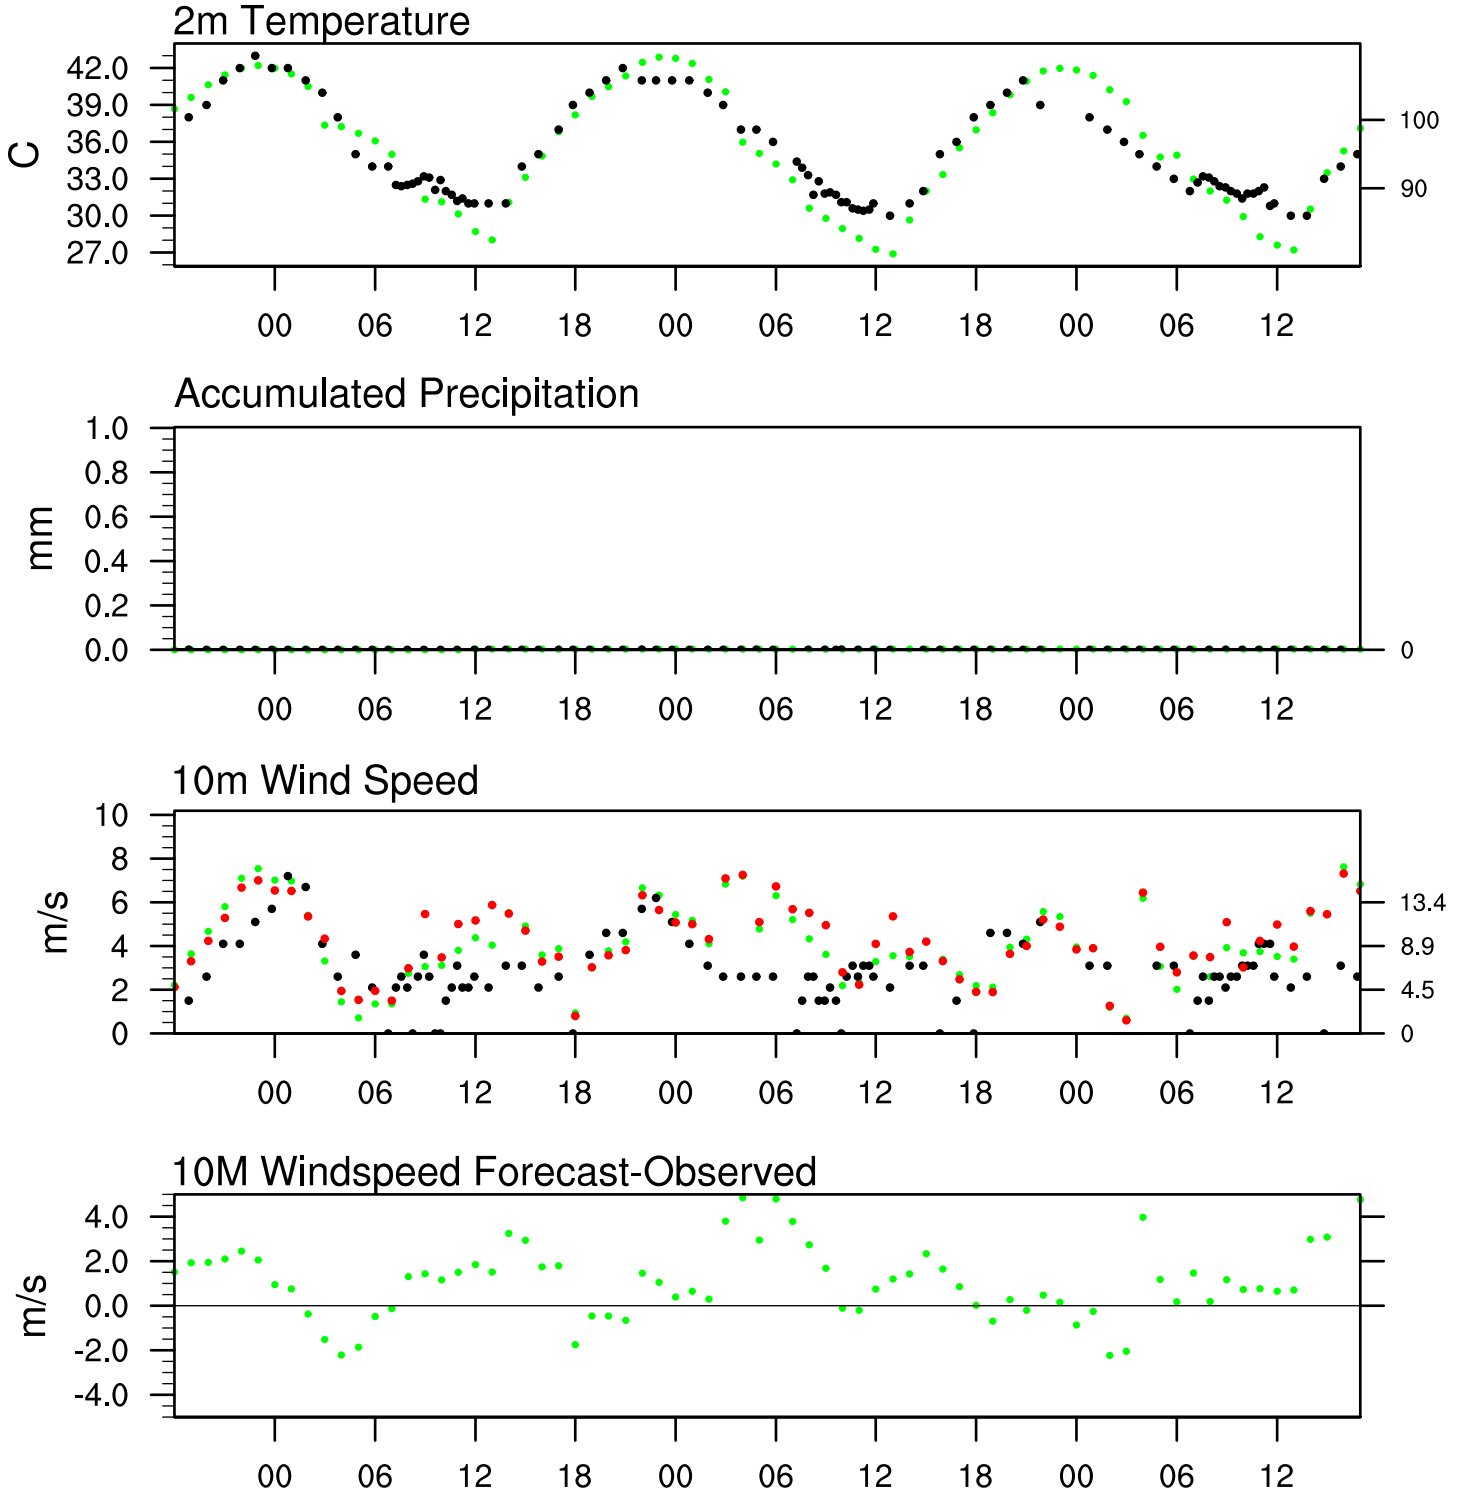 2m Temperature
42.0
39.0
36.0
33.0
30.0
27.0
C
100
90
00 06 12 18 00 06 12 18 00 06 12
Accumulated Precipitation
1.0
0.8
0.6
0.4
0.2
0.0
mm
0
00 06 12 18 00 06 12 18 00 06 12
10m Wind Speed
10
8
6
4
2
0
m/s
13.4
8.9
4.5
0
00 06 12 18 00 06 12 18 00 06 12
10M Windspeed Forecast-Observed
4.0
2.0
0.0
-2.0
-4.0
m/s
00 06 12 18 00 06 12 18 00 06 12